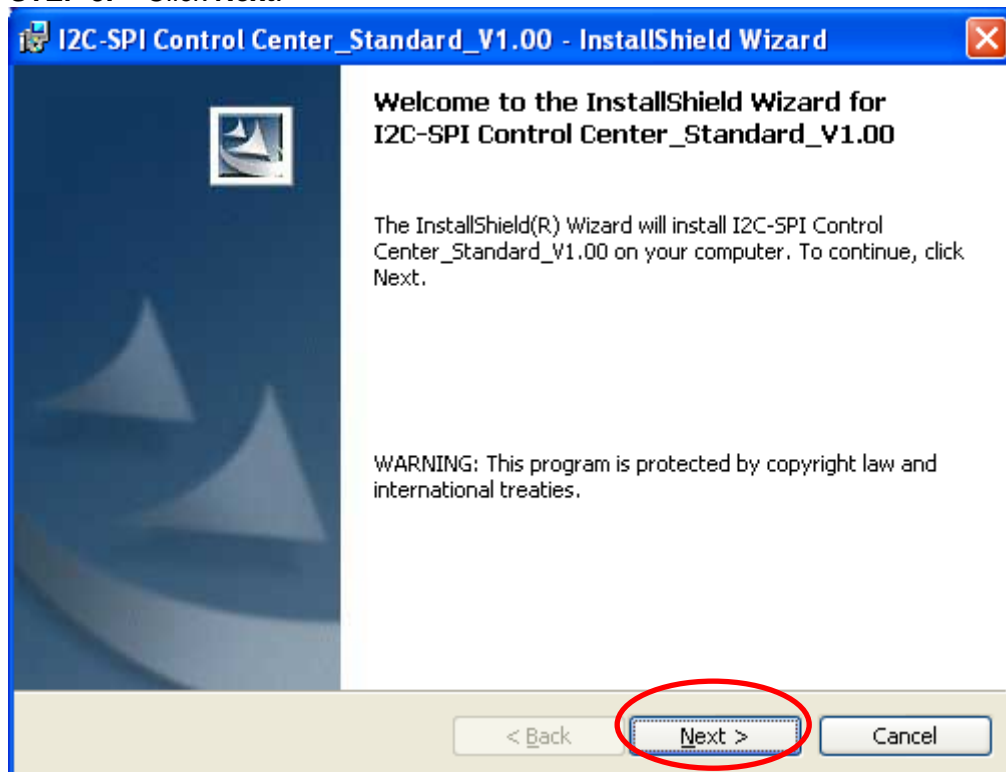 I2C-SPI Control Center_Standard_V1.00 - InstallShield Wizard
Welcome to the InstallShield Wizard for
I2C-SPI Control Center_Standard_V1.00
The InstallShield(R) Wizard will install I2C-SPI Control
Center_Standard_V1.00 on your computer. To continue, click
Next.
WARNING: This program is protected by copyright law and
international treaties.
< Back Next > Cancel